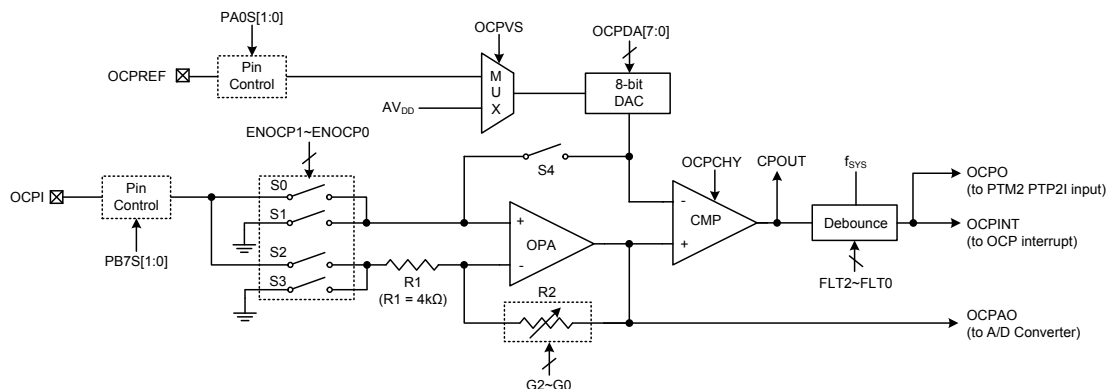 PA0S[1:0]
OCPVS
OCPDA[7:0]
OCPREF
Pin
Control
M
U
X
8-bit
DAC
AV_DD
ENOCP1~ENOCP0
S4
OCPCHY
CPOUT
f_SYS
OCPO
(to PTM2 PTP2I input)
OCPI
Pin
Control
S0
S1
S2
S3
+
OPA
-
-
CMP
+
Debounce
OCPINT
(to OCP interrupt)
PB7S[1:0]
R1
(R1 = 4kΩ)
R2
FLT2~FLT0
OCPAO
(to A/D Converter)
G2~G0